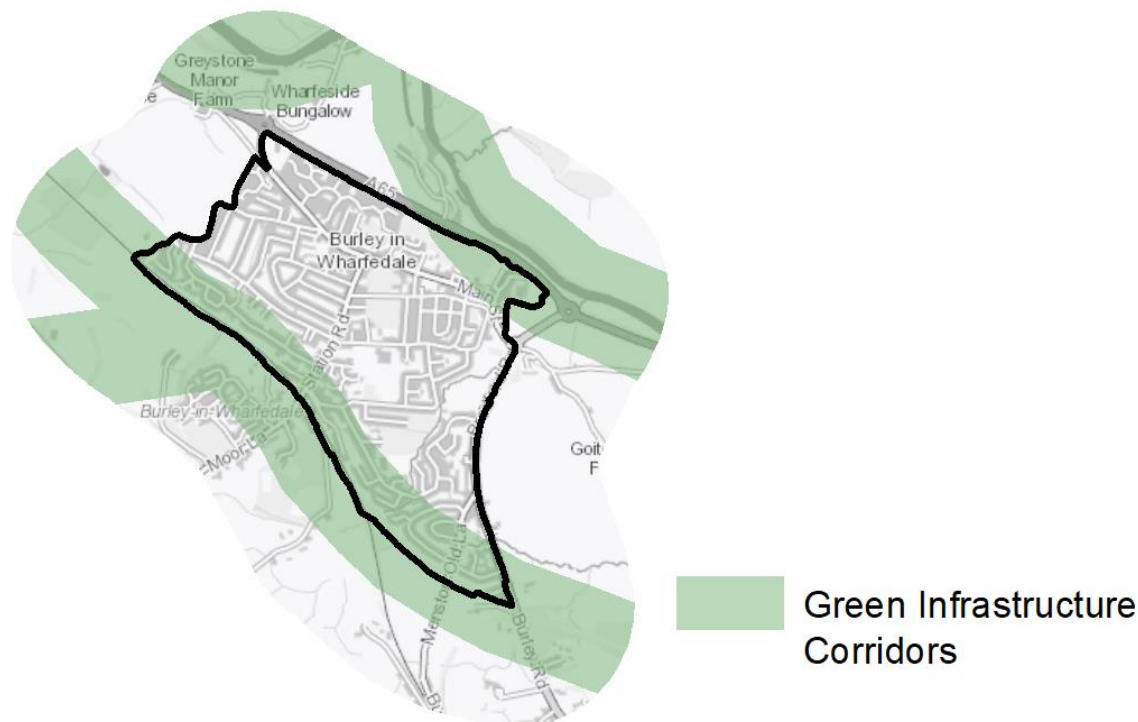 Greystone
Manor
Farm
Wharfeside
Bungalow
A65
Burley in
Wharfedale
Main
Station Rd
Burley-in-Wharfedale
Moor La
Goit
F
Menston Old La
Burley Rd
Bu
Green Infrastructure
Corridors